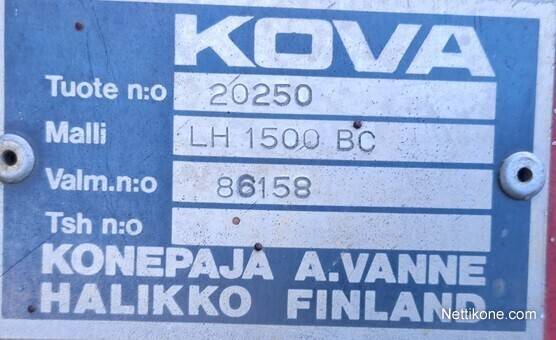 KOVA
Tuote n:o 20250
Malli LH 1500 BC
Valm.n:o 86158
Tsh n:o
KONEPAJA A.VANNE
HALIKKO FINLAND
Nettikone.com